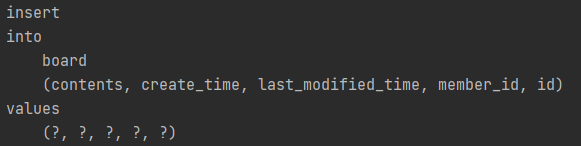 insert
into
    board
    (contents, create_time, last_modified_time, member_id, id)
values
    (?, ?, ?, ?, ?)